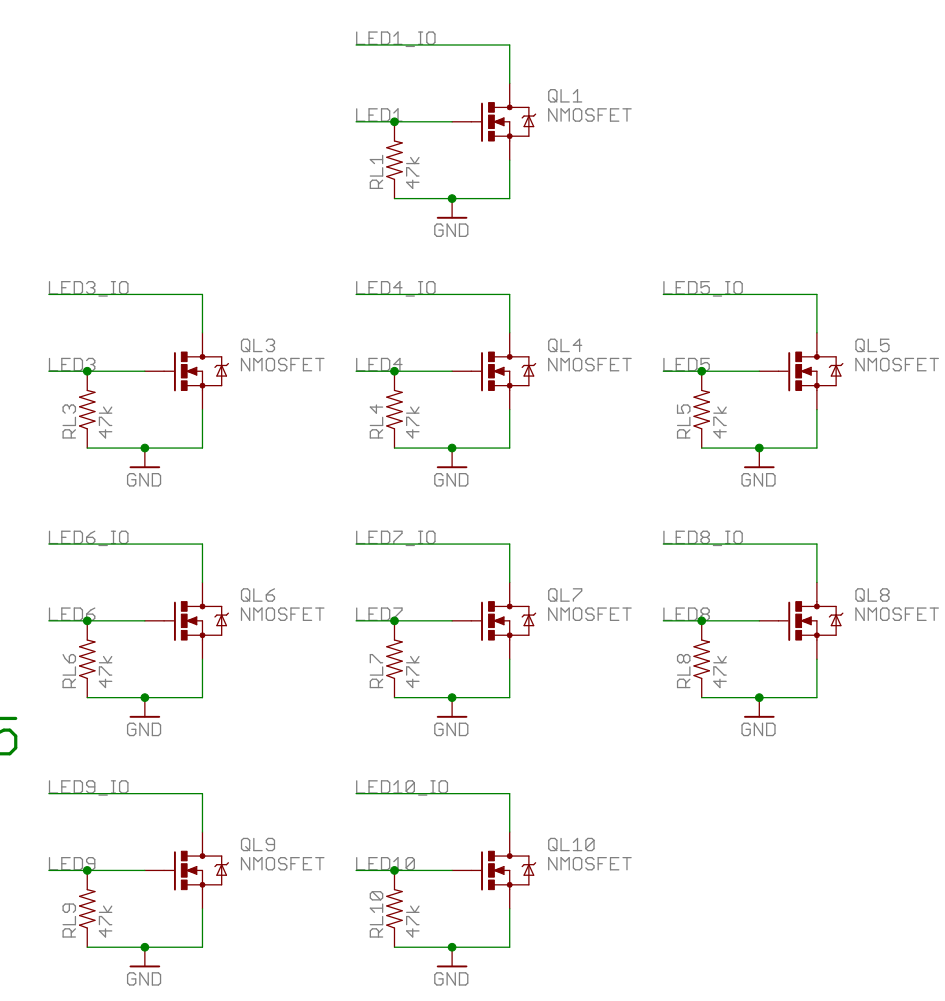 LED1_IO
QL1
NMOSFET
LED1
RL1
47k
GND
LED3_IO
QL3
NMOSFET
LED3
RL3
47k
GND
LED4_IO
QL4
NMOSFET
LED4
RL4
47k
GND
LED5_IO
QL5
NMOSFET
LED5
RL5
47k
GND
LED6_IO
QL6
NMOSFET
LED6
RL6
47k
GND
LED7_IO
QL7
NMOSFET
LED7
RL7
47k
GND
LED8_IO
QL8
NMOSFET
LED8
RL8
47k
GND
LED9_IO
QL9
NMOSFET
LED9
RL9
47k
GND
LED10_IO
QL10
NMOSFET
LED10
RL10
47k
GND